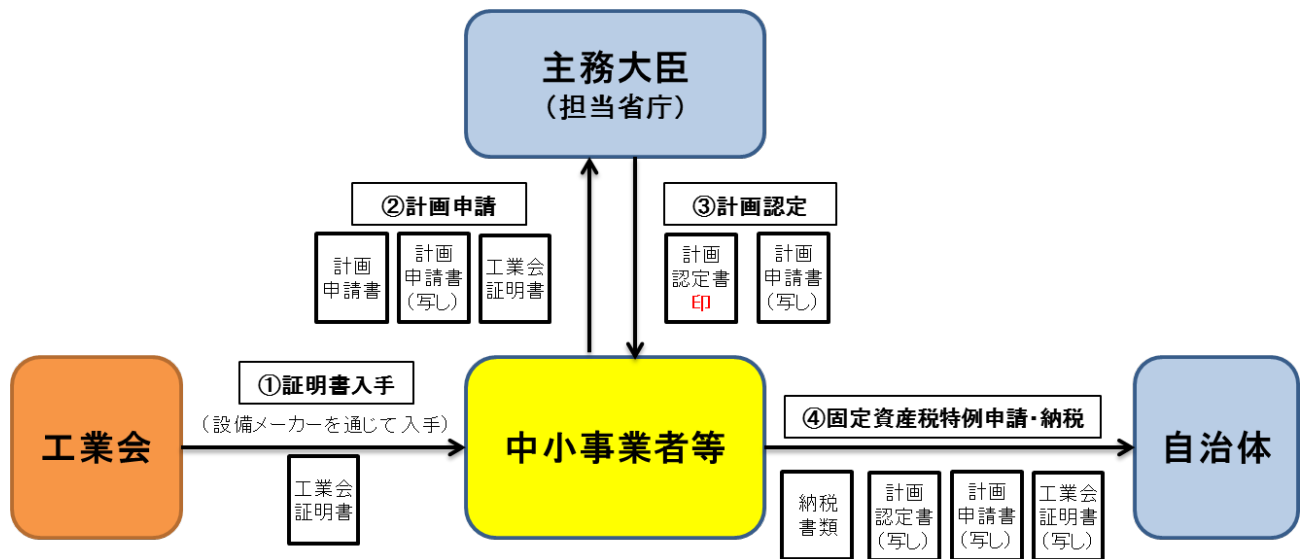 主務大臣
（担当省庁）
②計画申請
計画
申請書
計画
申請書
（写し）
工業会
証明書
③計画認定
計画
認定書
印
計画
申請書
（写し）
工業会
①証明書入手
（設備メーカーを通じて入手）
工業会
証明書
中小事業者等
④固定資産税特例申請・納税
納税
書類
計画
認定書
（写し）
計画
申請書
（写し）
工業会
証明書
（写し）
自治体